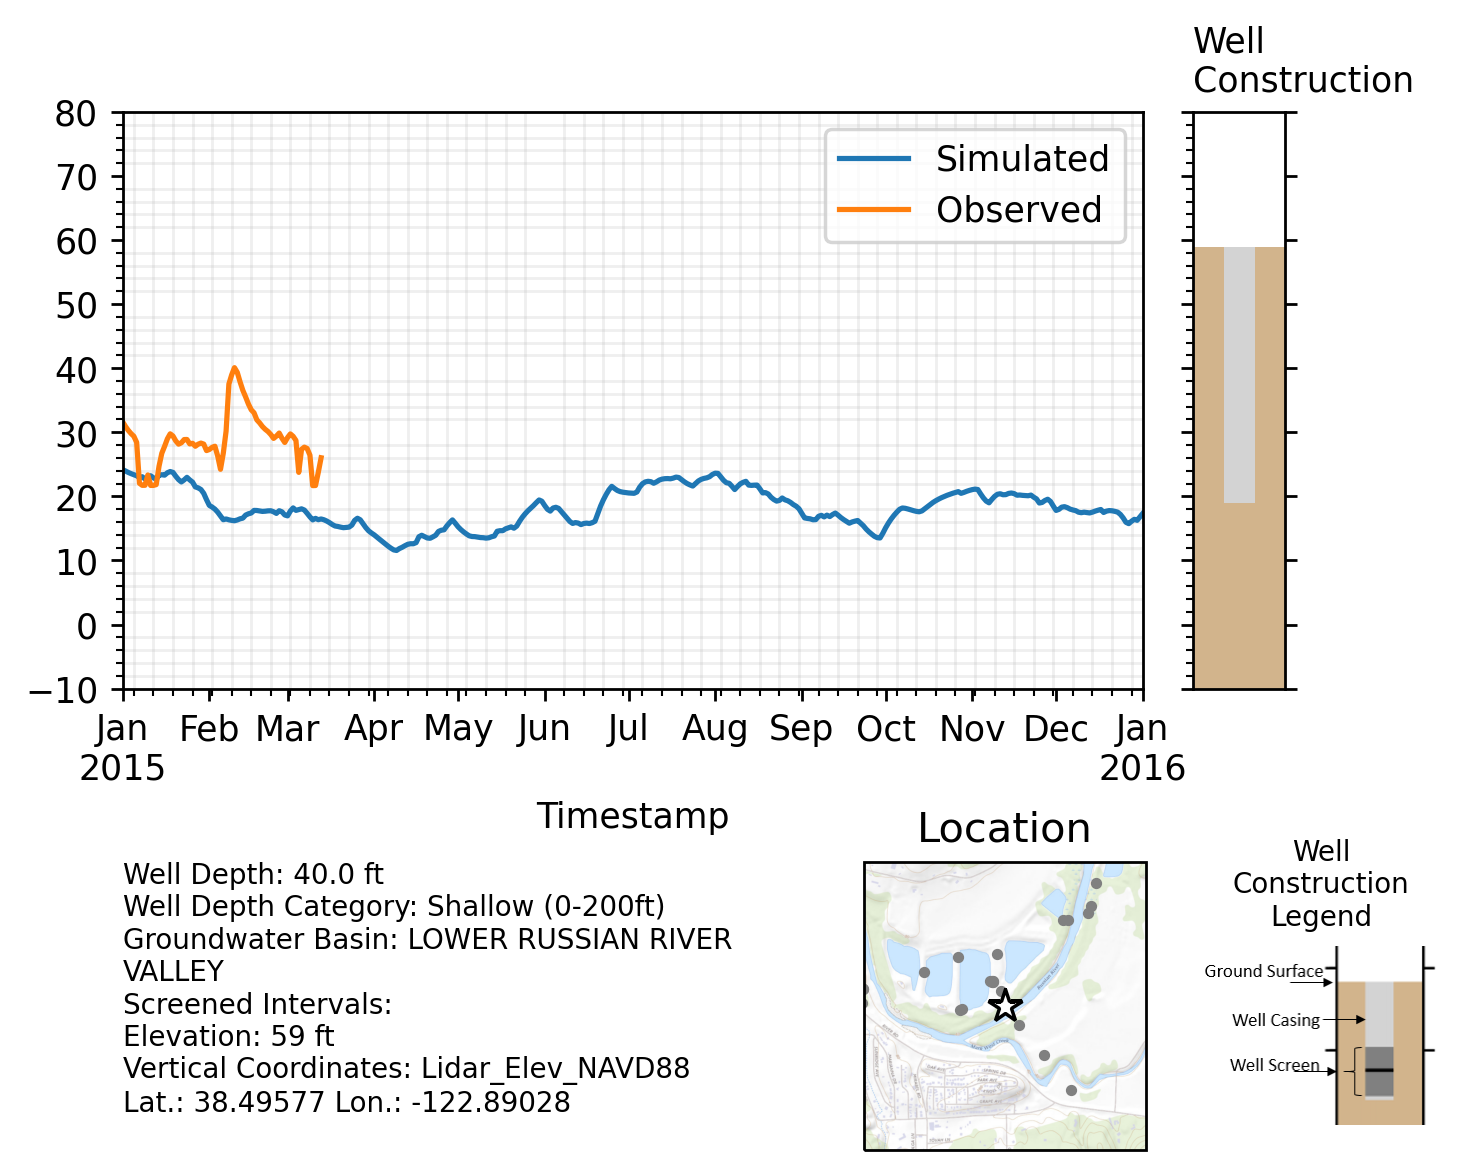 Well
Construction
80
70
60
50
40
30
20
10
0
−10
Simulated
Observed
Jan Feb Mar Apr May Jun Jul Aug Sep Oct Nov Dec Jan
2015 2016
Timestamp
Well Depth: 40.0 ft
Well Depth Category: Shallow (0-200ft)
Groundwater Basin: LOWER RUSSIAN RIVER
VALLEY
Screened Intervals:
Elevation: 59 ft
Vertical Coordinates: Lidar_Elev_NAVD88
Lat.: 38.49577 Lon.: -122.89028
Location
Well
Construction
Legend
Ground Surface
Well Casing
Well Screen